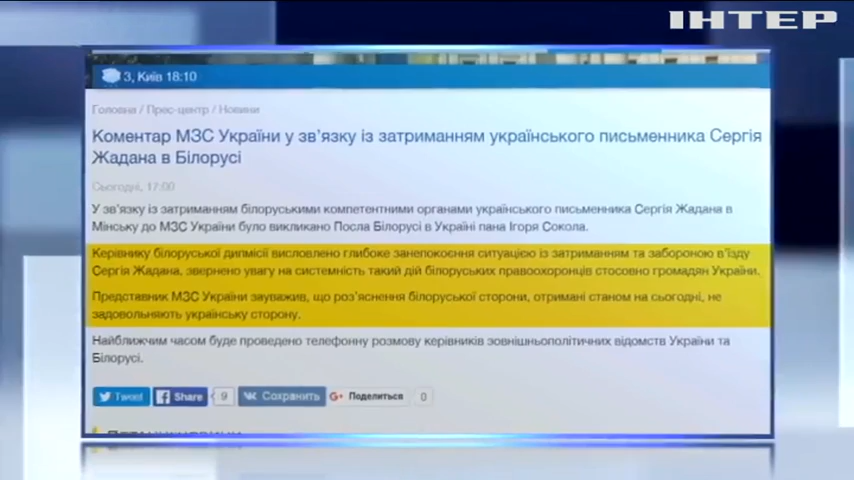 ІНТЕР
3, Київ 18:10
Головна / Прес-центр / Новини
Коментар МЗС України у зв'язку із затриманням українського письменника Сергія
Жадана в Білорусі
Сьогодні, 17:00
У зв'язку із затриманням білоруськими компетентними органами українського письменника Сергія Жадана в
Мінську до МЗС України було викликано Посла Білорусі в Україні пана Ігоря Сокола.
Керівнику білоруської дипмісії висловлено глибоке занепокоєння ситуацією із затриманням та забороною в'їзду
Сергія Жадана, звернено увагу на системність такий дій білоруських правоохоронців стосовно громадян України.
Представник МЗС України зауважив, що роз'яснення білоруської сторони, отримані станом на сьогодні, не
задовольняють українську сторону.
Найближчим часом буде проведено телефонну розмову керівників зовнішньополітичних відомств України та
Білорусі.
Tweet Share 9 Сохранить G+ Поделиться 0